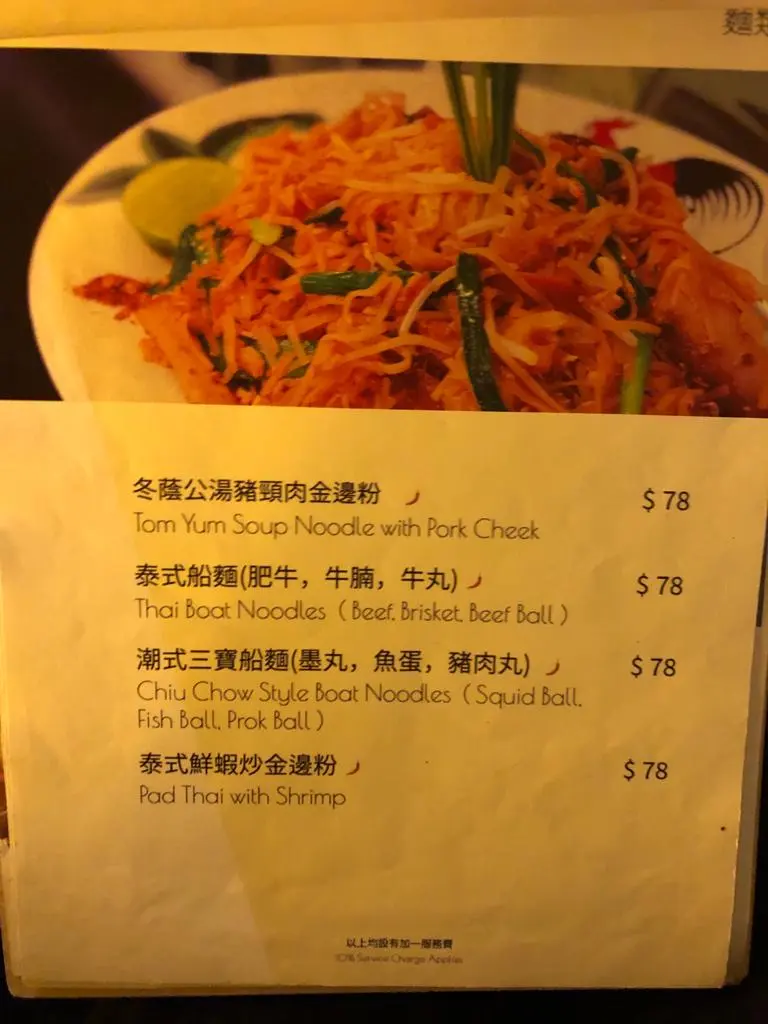 麵類
冬蔭公湯豬頸肉金邊粉 $ 78
Tom Yum Soup Noodle with Pork Cheek
泰式船麵(肥牛，牛腩，牛丸) $ 78
Thai Boat Noodles ( Beef, Brisket, Beef Ball )
潮式三寶船麵(墨丸，魚蛋，豬肉丸) $ 78
Chiu Chow Style Boat Noodles ( Squid Ball,
Fish Ball, Prok Ball )
泰式鮮蝦炒金邊粉 $ 78
Pad Thai with Shrimp
以上均設有加一服務費
10% Service Charge Applies